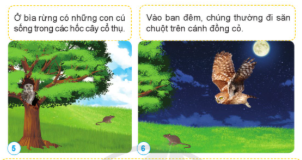 Ở bìa rừng có những con cú
sống trong các hốc cây cổ thụ.
Vào ban đêm, chúng thường đi săn
chuột trên cánh đồng cỏ.
5
6